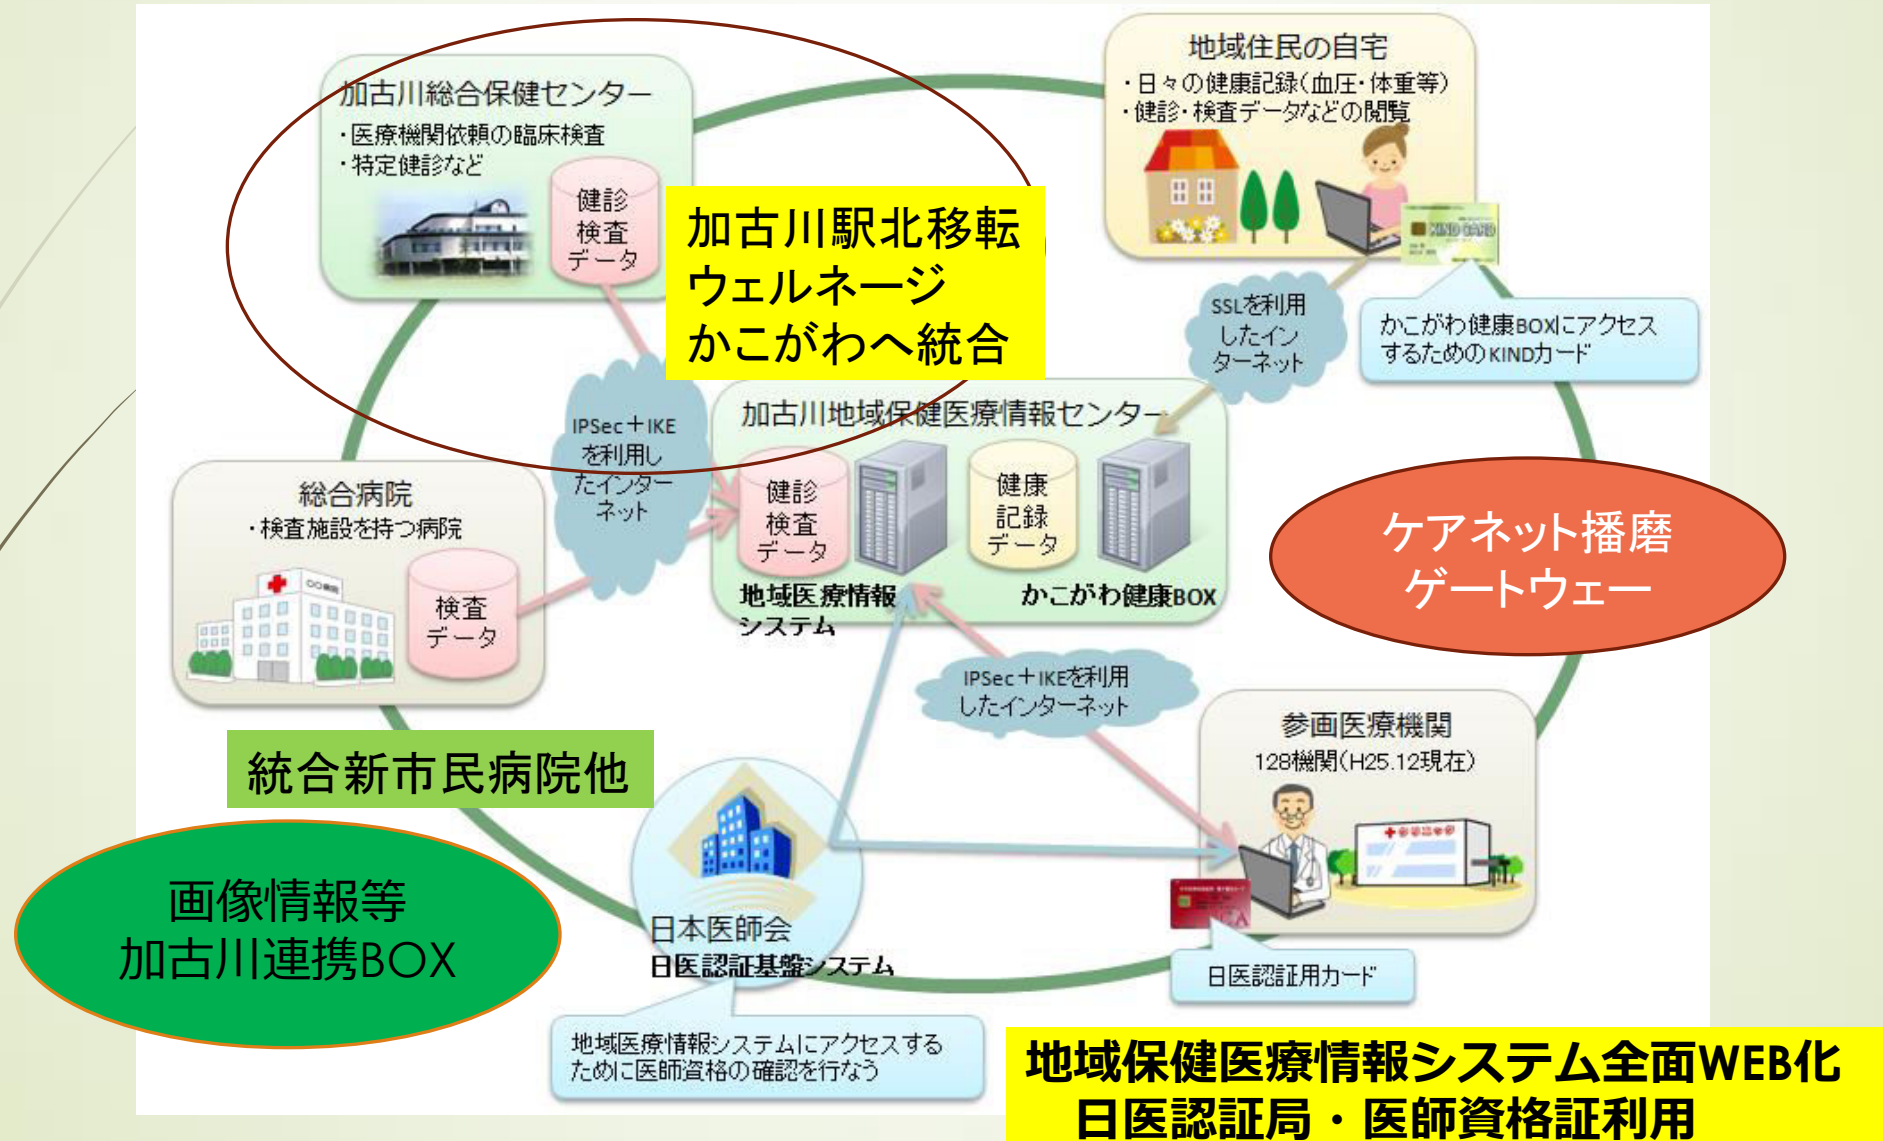 加古川総合保健センター
・医療機関依頼の臨床検査
・特定健診など
健診
検査
データ
加古川駅北移転
ウェルネージ
かこがわへ統合
地域住民の自宅
・日々の健康記録(血圧・体重等)
・健診・検査データなどの閲覧
KIND CARD
SSLを利用
したイン
ターネット
かこがわ健康BOXにアクセス
するためのKINDカード
IPSec＋IKE
を利用し
たインター
ネット
加古川地域保健医療情報センター
健診
検査
データ
健康
記録
データ
地域医療情報
システム
かこがわ健康BOX
総合病院
・検査施設を持つ病院
検査
データ
ケアネット播磨
ゲートウェー
IPSec＋IKEを利用
したインターネット
統合新市民病院他
参画医療機関
128機関(H25.12現在)
画像情報等
加古川連携BOX
日本医師会
日医認証基盤システム
日医認証用カード
地域医療情報システムにアクセスする
ために医師資格の確認を行なう
地域保健医療情報システム全面WEB化
日医認証局・医師資格証利用